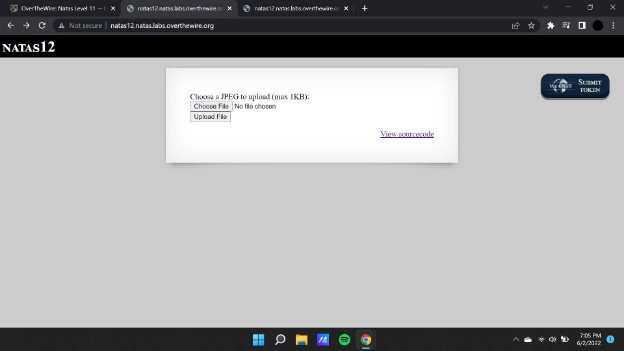 OverTheWire: Natas Level 11 →
natas12.natas.labs.overthewire.or
natas12.natas.labs.overthewire.o
Not secure | natas12.natas.labs.overthewire.org
NATAS12
SUBMIT
TOKEN
Choose a JPEG to upload (max 1KB):
Choose File No file chosen
Upload File
View sourcecode
7:05 PM
6/2/2022